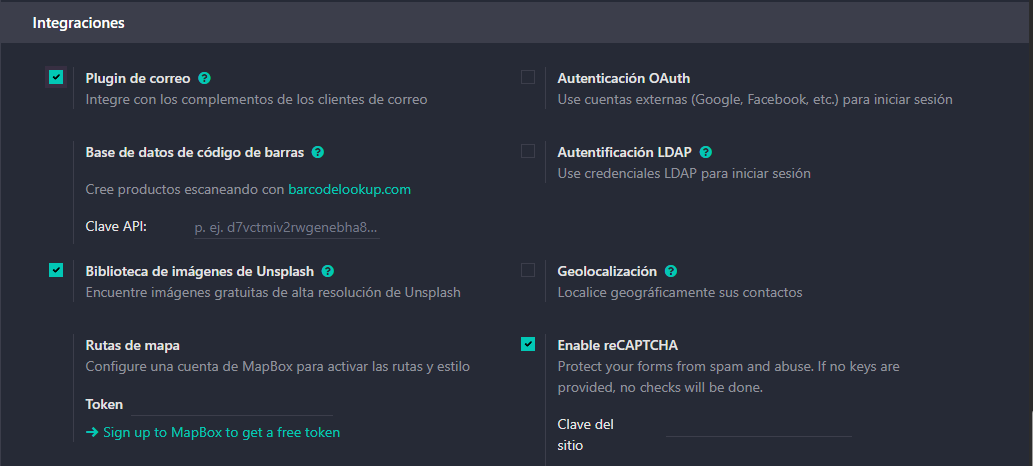 Integraciones
Plugin de correo
Integre con los complementos de los clientes de correo
Autenticación OAuth
Use cuentas externas (Google, Facebook, etc.) para iniciar sesión
Base de datos de código de barras
Cree productos escaneando con barcodelookup.com
Clave API: p. ej. d7vctmiv2rwgenebha8...
Autentificación LDAP
Use credenciales LDAP para iniciar sesión
Biblioteca de imágenes de Unsplash
Encuentre imágenes gratuitas de alta resolución de Unsplash
Geolocalización
Localice geográficamente sus contactos
Rutas de mapa
Configure una cuenta de MapBox para activar las rutas y estilo
Token
→ Sign up to MapBox to get a free token
Enable reCAPTCHA
Protect your forms from spam and abuse. If no keys are
provided, no checks will be done.
Clave del
sitio